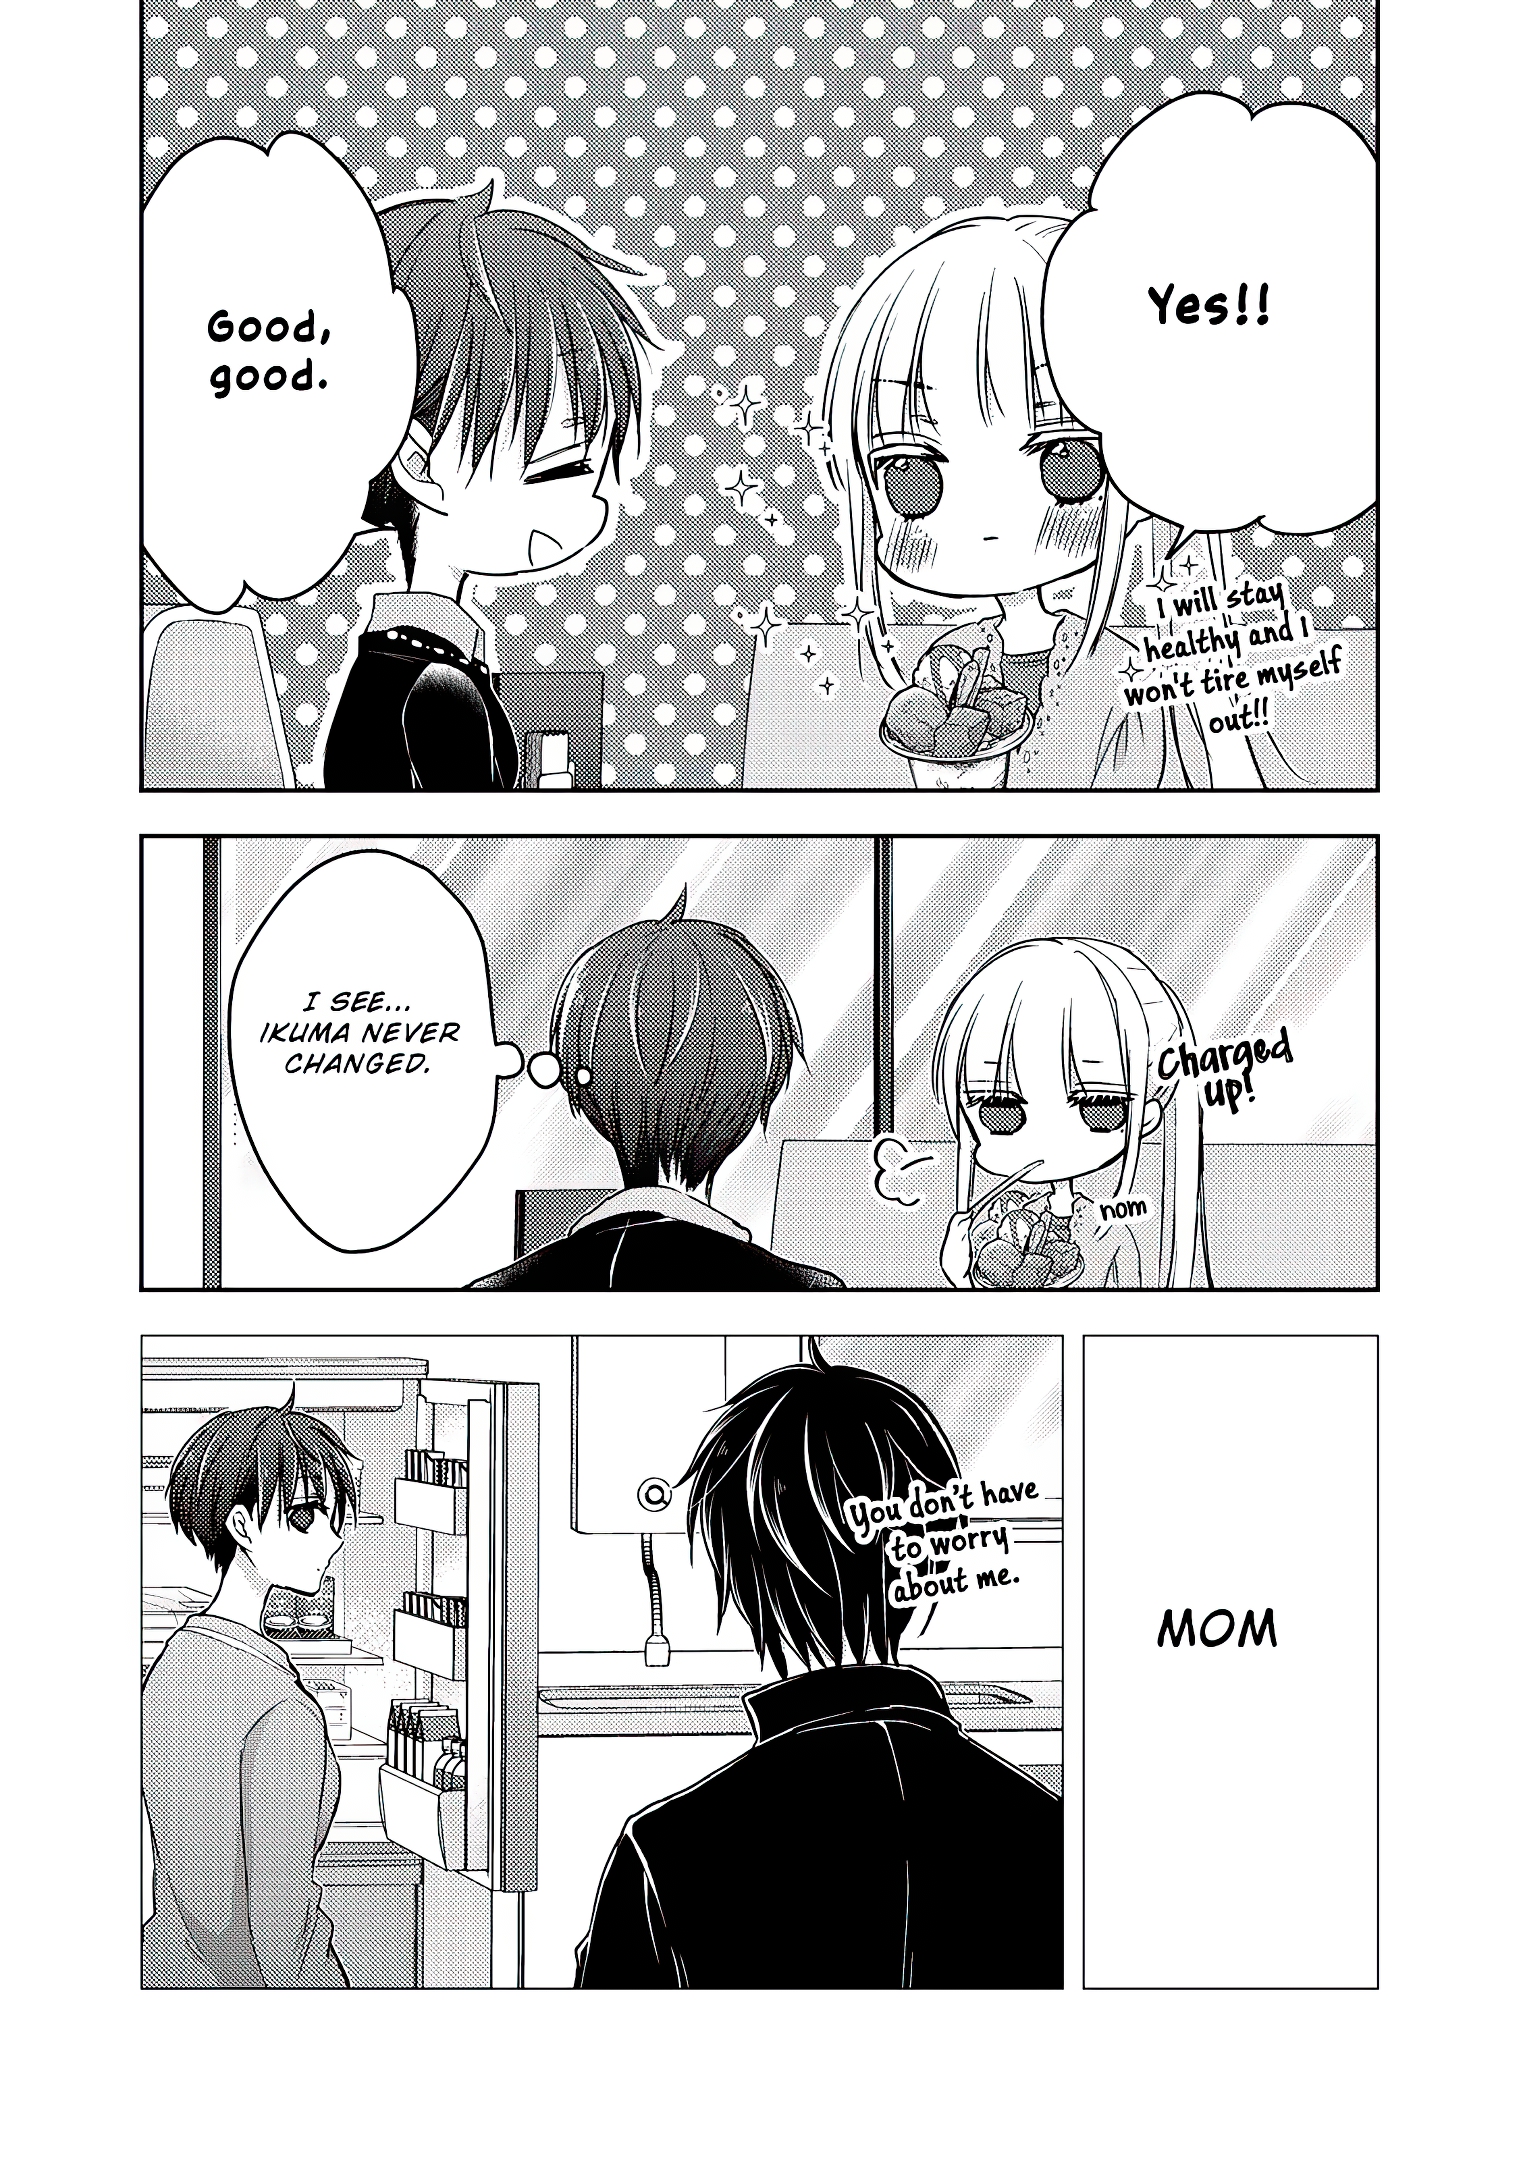 Yes!!
I will stay
healthy and I
won't tire myself
out!!
Good,
good.
Charged
up!
nom
I SEE...
IKUMA NEVER
CHANGED.
MOM
You don't have
to worry
about me.